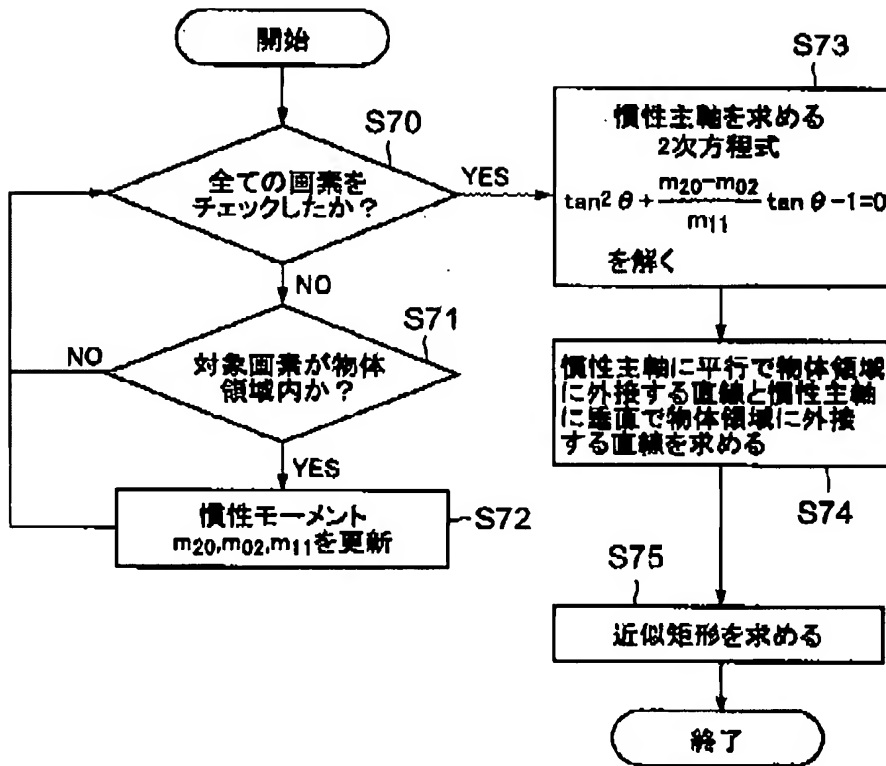 開始
S70
全ての画素を
チェックしたか？
YES
NO
S71
対象画素が物体
領域内か？
NO
YES
慣性モーメント
m20,m02,m11を更新
S72
S73
慣性主軸を求める
2次方程式
tan² θ + (m20-m02)/m11 tan θ -1=0
を解く
慣性主軸に平行で物体領域
に外接する直線と慣性主軸
に垂直で物体領域に外接
する直線を求める
S74
S75
近似矩形を求める
終了